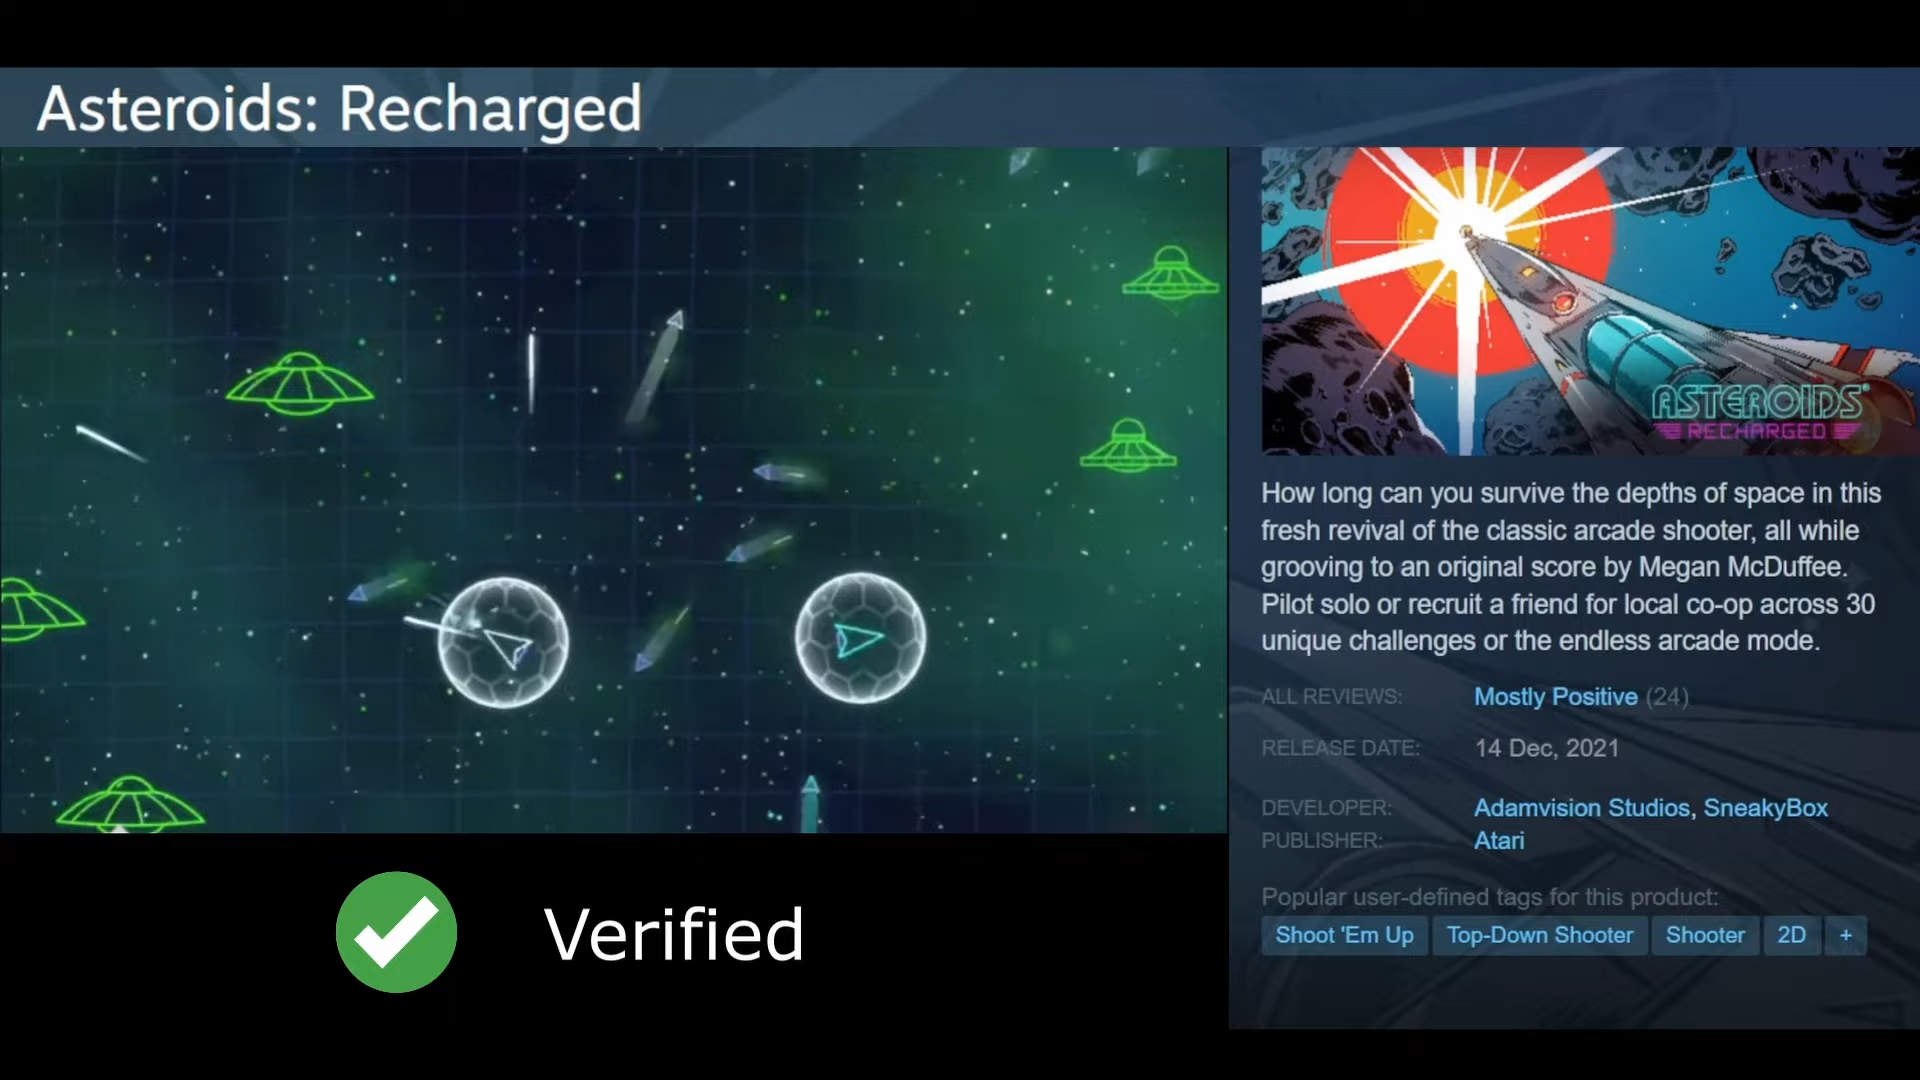 Asteroids: Recharged
ASTEROIDS
RECHARGED
How long can you survive the depths of space in this
fresh revival of the classic arcade shooter, all while
grooving to an original score by Megan McDuffee.
Pilot solo or recruit a friend for local co-op across 30
unique challenges or the endless arcade mode.
ALL REVIEWS: Mostly Positive (24)
RELEASE DATE: 14 Dec, 2021
DEVELOPER: Adamvision Studios, SneakyBox
PUBLISHER: Atari
Popular user-defined tags for this product:
Shoot 'Em Up Top-Down Shooter Shooter 2D +
Verified